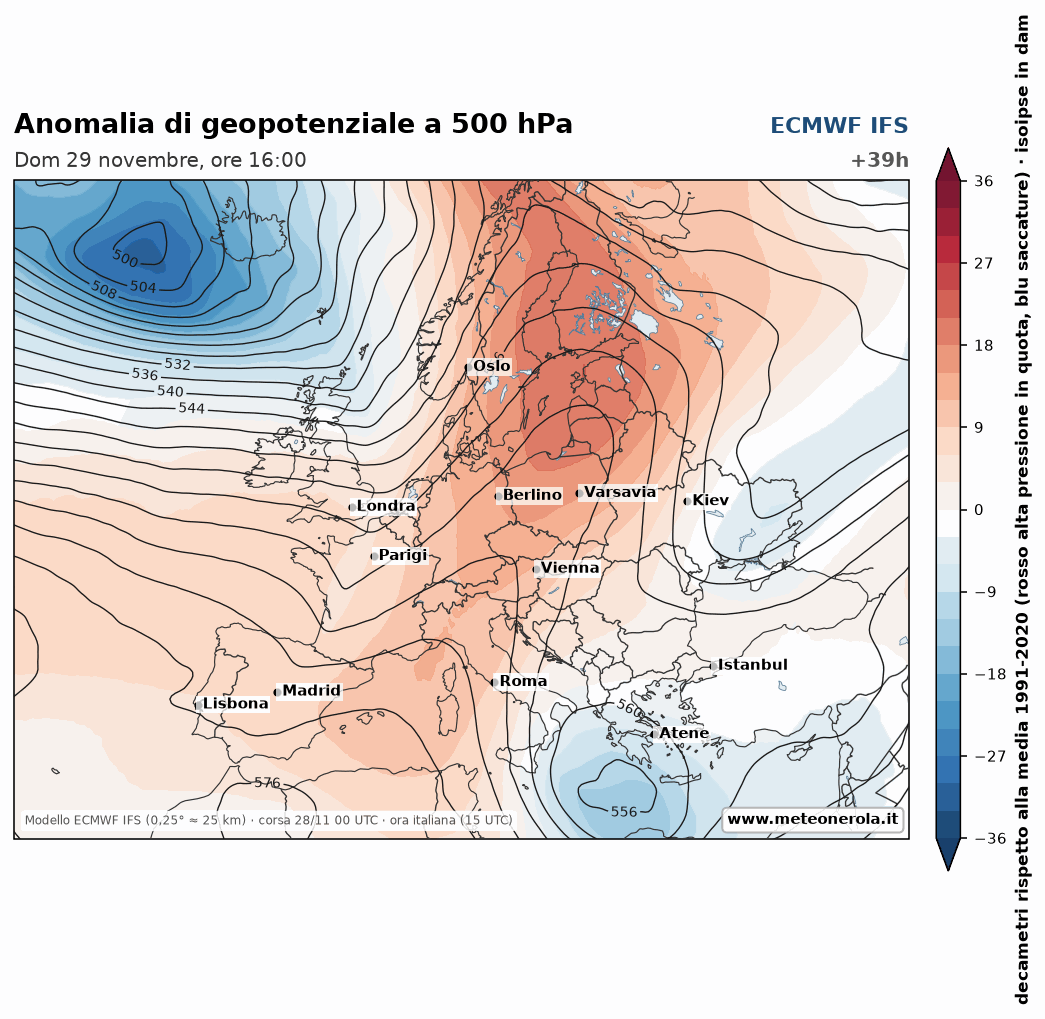 Anomalia di geopotenziale a 500 hPa
ECMWF IFS
Dom 29 novembre, ore 16:00
+39h
500
504
508
532
536
540
544
Oslo
Londra
Berlino
Varsavia
Kiev
Parigi
Vienna
Istanbul
Roma
Madrid
Lisbona
560
Atene
576
556
Modello ECMWF IFS (0,25° ≈ 25 km) · corsa 28/11 00 UTC · ora italiana (15 UTC)
www.meteonerola.it
36
27
18
9
0
−9
−18
−27
−36
decametri rispetto alla media 1991-2020 (rosso alta pressione in quota, blu saccature) · isoipse in dam